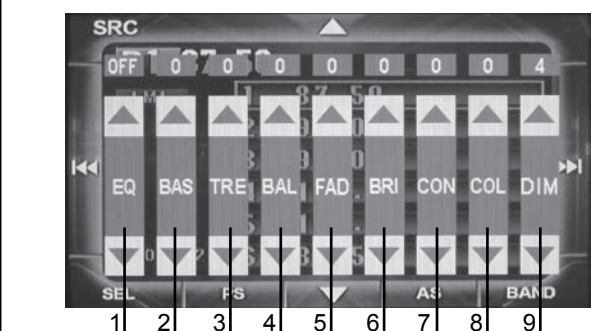 SRC
OFF 0 0 0 0 0 0 0 4
EQ BAS TRE BAL FAD BRI CON COL DIM
SEL PS AS BAND
1 2 3 4 5 6 7 8 9